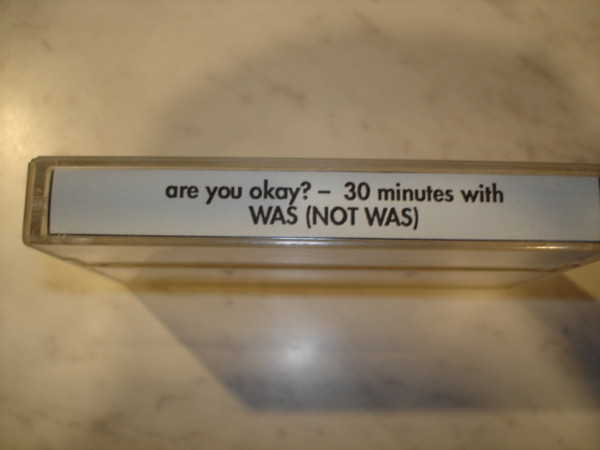 are you okay? – 30 minutes with
WAS (NOT WAS)